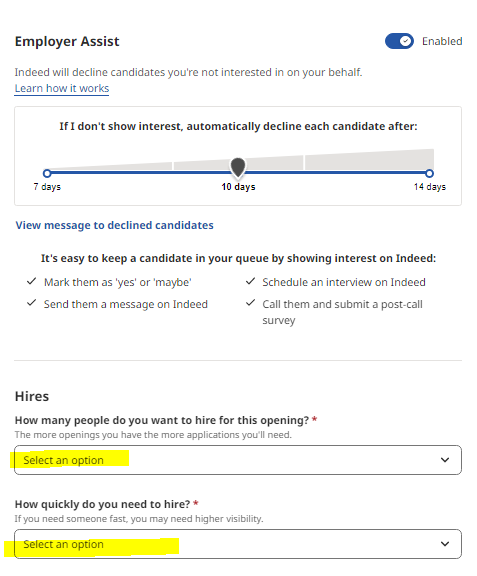 Employer Assist
Enabled
Indeed will decline candidates you're not interested in on your behalf.
Learn how it works
If I don't show interest, automatically decline each candidate after:
7 days
10 days
14 days
View message to declined candidates
It's easy to keep a candidate in your queue by showing interest on Indeed:
Mark them as 'yes' or 'maybe'
Schedule an interview on Indeed
Send them a message on Indeed
Call them and submit a post-call
survey
Hires
How many people do you want to hire for this opening? *
The more openings you have the more applications you'll need.
Select an option
How quickly do you need to hire? *
If you need someone fast, you may need higher visibility.
Select an option